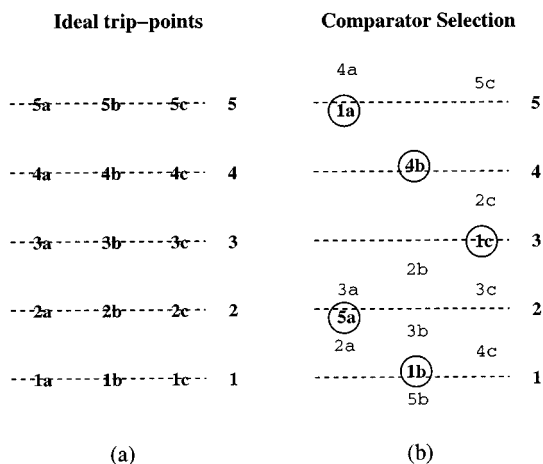 Ideal trip-points
Comparator Selection
4a
5c
5a 5b 5c 5
1a
5
4a 4b 4c 4
4b
4
2c
3a 3b 3c 3
1c
3
2b
3a
3c
2a 2b 2c 2
5a
2
3b
2a
4c
1a 1b 1c 1
1b
1
5b
(a)
(b)